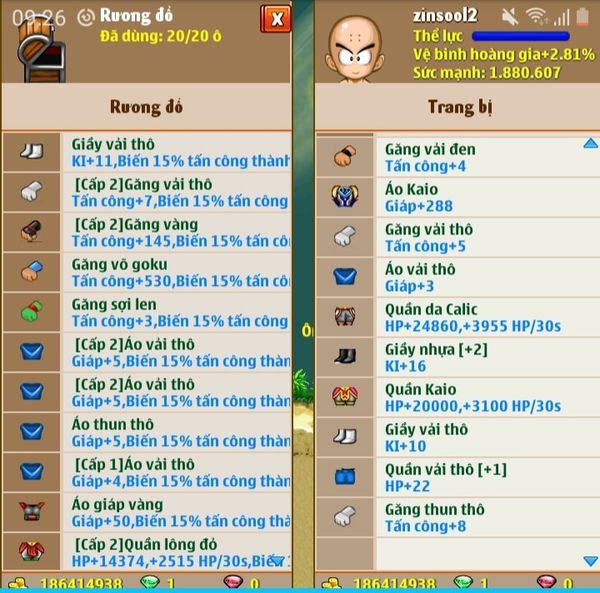 09:26
Rương đồ
Đã dùng: 20/20 ô
X
Rương đồ
Giầy vải thô
KI+11,Biến 15% tấn công thành
[Cấp 2]Găng vải thô
Tấn công+7,Biến 15% tấn công
[Cấp 2]Găng vàng
Tấn công+145,Biến 15% tấn cô
Găng võ goku
Tấn công+530,Biến 15% tấn cô
Găng sợi len
Tấn công+3,Biến 15% tấn công
[Cấp 2]Áo vải thô
Giáp+5,Biến 15% tấn công thàn
[Cấp 2]Áo vải thô
Giáp+5,Biến 15% tấn công thàn
Áo thun thô
Giáp+5,Biến 15% tấn công thàn
[Cấp 1]Áo vải thô
Giáp+4,Biến 15% tấn công thàn
Áo giáp vàng
Giáp+50,Biến 15% tấn công thà
[Cấp 2]Quần lông đỏ
HP+14374,+2515 HP/30s,Biế
186414938 1 0
Ô
zinsool2
Thể lực
Vệ binh hoàng gia+2.81%
Sức mạnh: 1.880.607
Trang bị
Găng vải đen
Tấn công+4
Áo Kaio
Giáp+288
Găng vải thô
Tấn công+5
Áo vải thô
Giáp+3
Quần da Calic
HP+24860,+3955 HP/30s
Giầy nhựa [+2]
KI+16
Quần Kaio
HP+20000,+3100 HP/30s
Giầy vải thô
KI+10
Quần vải thô [+1]
HP+22
Găng thun thô
Tấn công+8
186414938 1 0